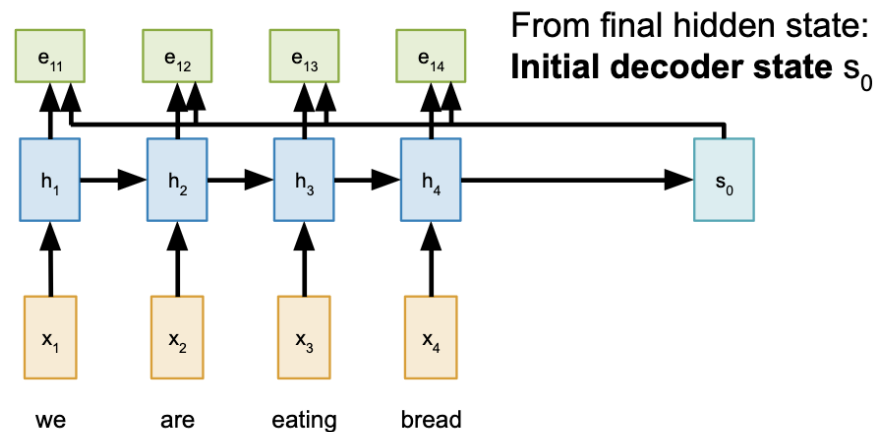 From final hidden state:
Initial decoder state s₀
e₁₁ e₁₂ e₁₃ e₁₄
h₁ h₂ h₃ h₄ s₀
x₁ x₂ x₃ x₄
we are eating bread